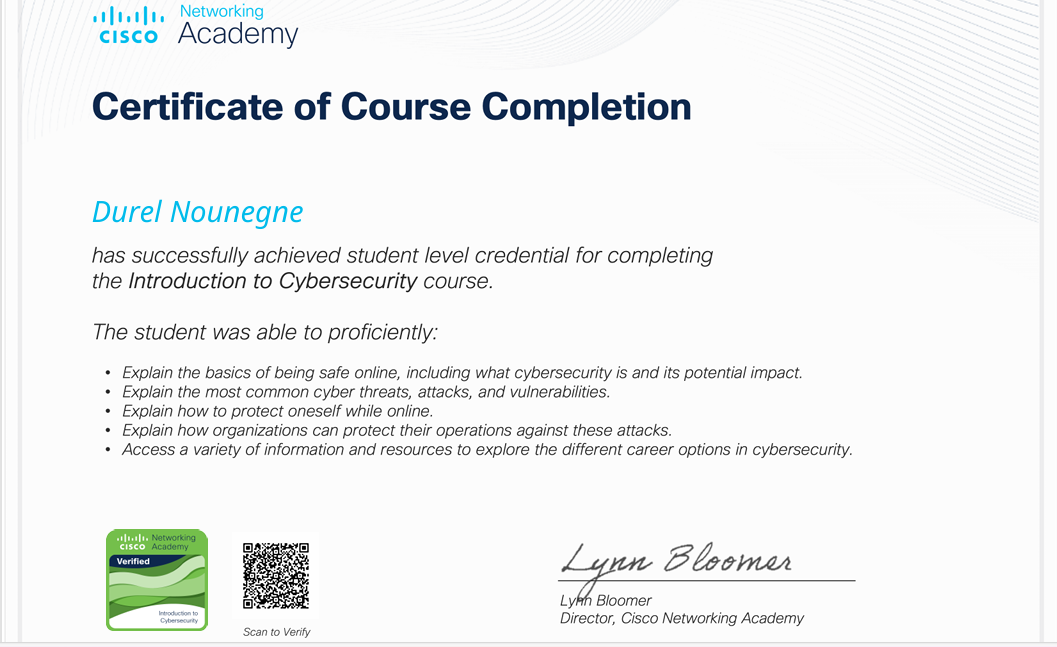 Networking
CISCO Academy
Certificate of Course Completion
Durel Nounegne
has successfully achieved student level credential for completing
the Introduction to Cybersecurity course.
The student was able to proficiently:
• Explain the basics of being safe online, including what cybersecurity is and its potential impact.
• Explain the most common cyber threats, attacks, and vulnerabilities.
• Explain how to protect oneself while online.
• Explain how organizations can protect their operations against these attacks.
• Access a variety of information and resources to explore the different career options in cybersecurity.
Networking
CISCO Academy
Verified
Introduction to
Cybersecurity
Scan to Verify
Lynn Bloomer
Lynn Bloomer
Director, Cisco Networking Academy